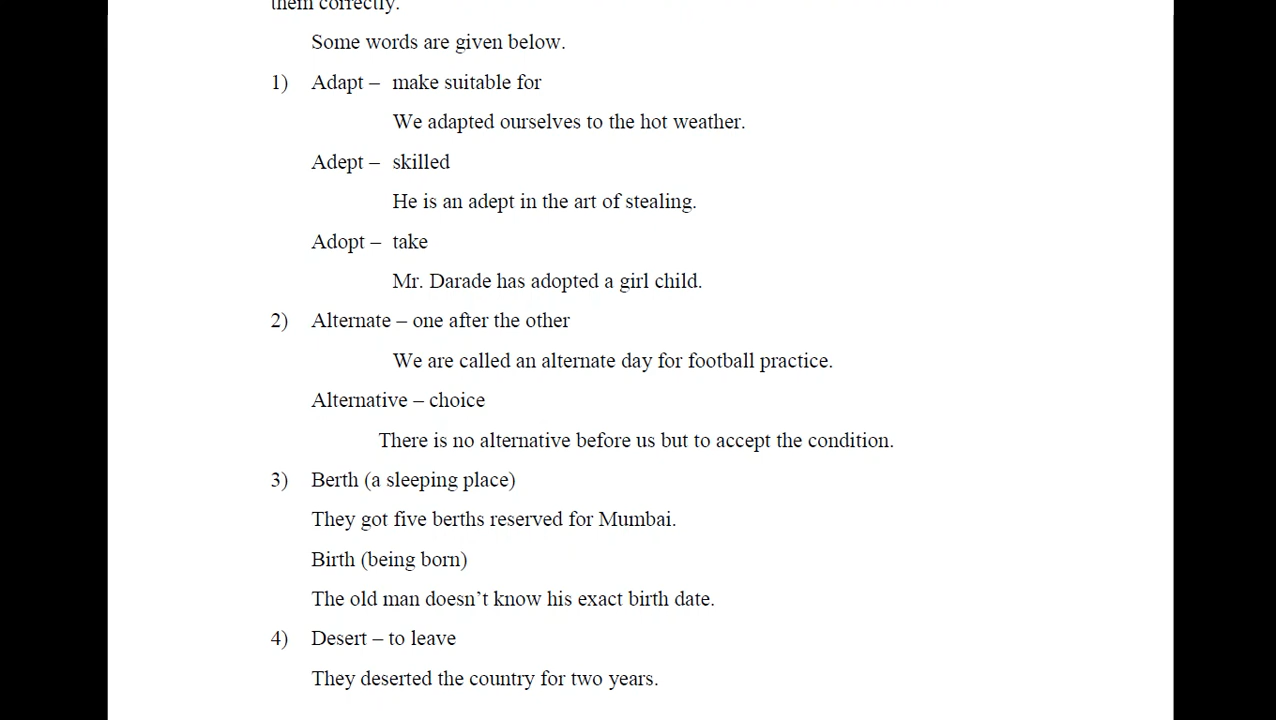 them correctly.
Some words are given below.
1) Adapt – make suitable for
We adapted ourselves to the hot weather.
Adept – skilled
He is an adept in the art of stealing.
Adopt – take
Mr. Darade has adopted a girl child.
2) Alternate – one after the other
We are called an alternate day for football practice.
Alternative – choice
There is no alternative before us but to accept the condition.
3) Berth (a sleeping place)
They got five berths reserved for Mumbai.
Birth (being born)
The old man doesn’t know his exact birth date.
4) Desert – to leave
They deserted the country for two years.